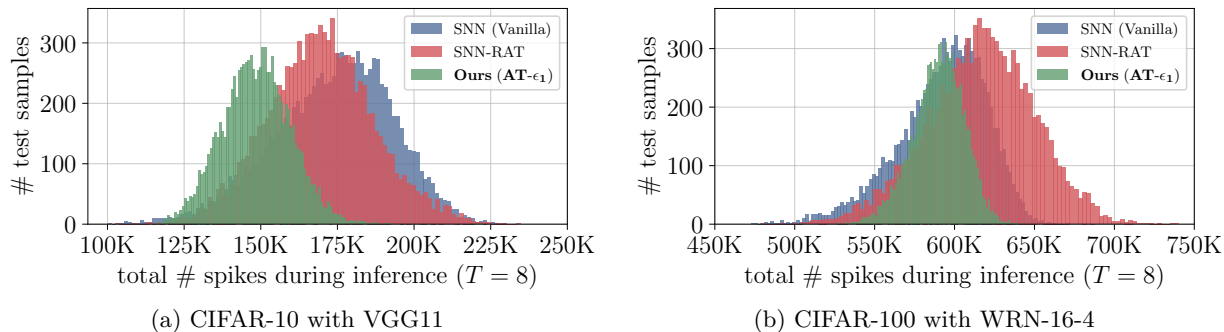 # test samples
300
200
100
0
SNN (Vanilla)
SNN-RAT
Ours (AT-ϵ₁)
100K 125K 150K 175K 200K 225K 250K
total # spikes during inference (T = 8)
(a) CIFAR-10 with VGG11
# test samples
300
200
100
0
SNN (Vanilla)
SNN-RAT
Ours (AT-ϵ₁)
450K 500K 550K 600K 650K 700K 750K
total # spikes during inference (T = 8)
(b) CIFAR-100 with WRN-16-4